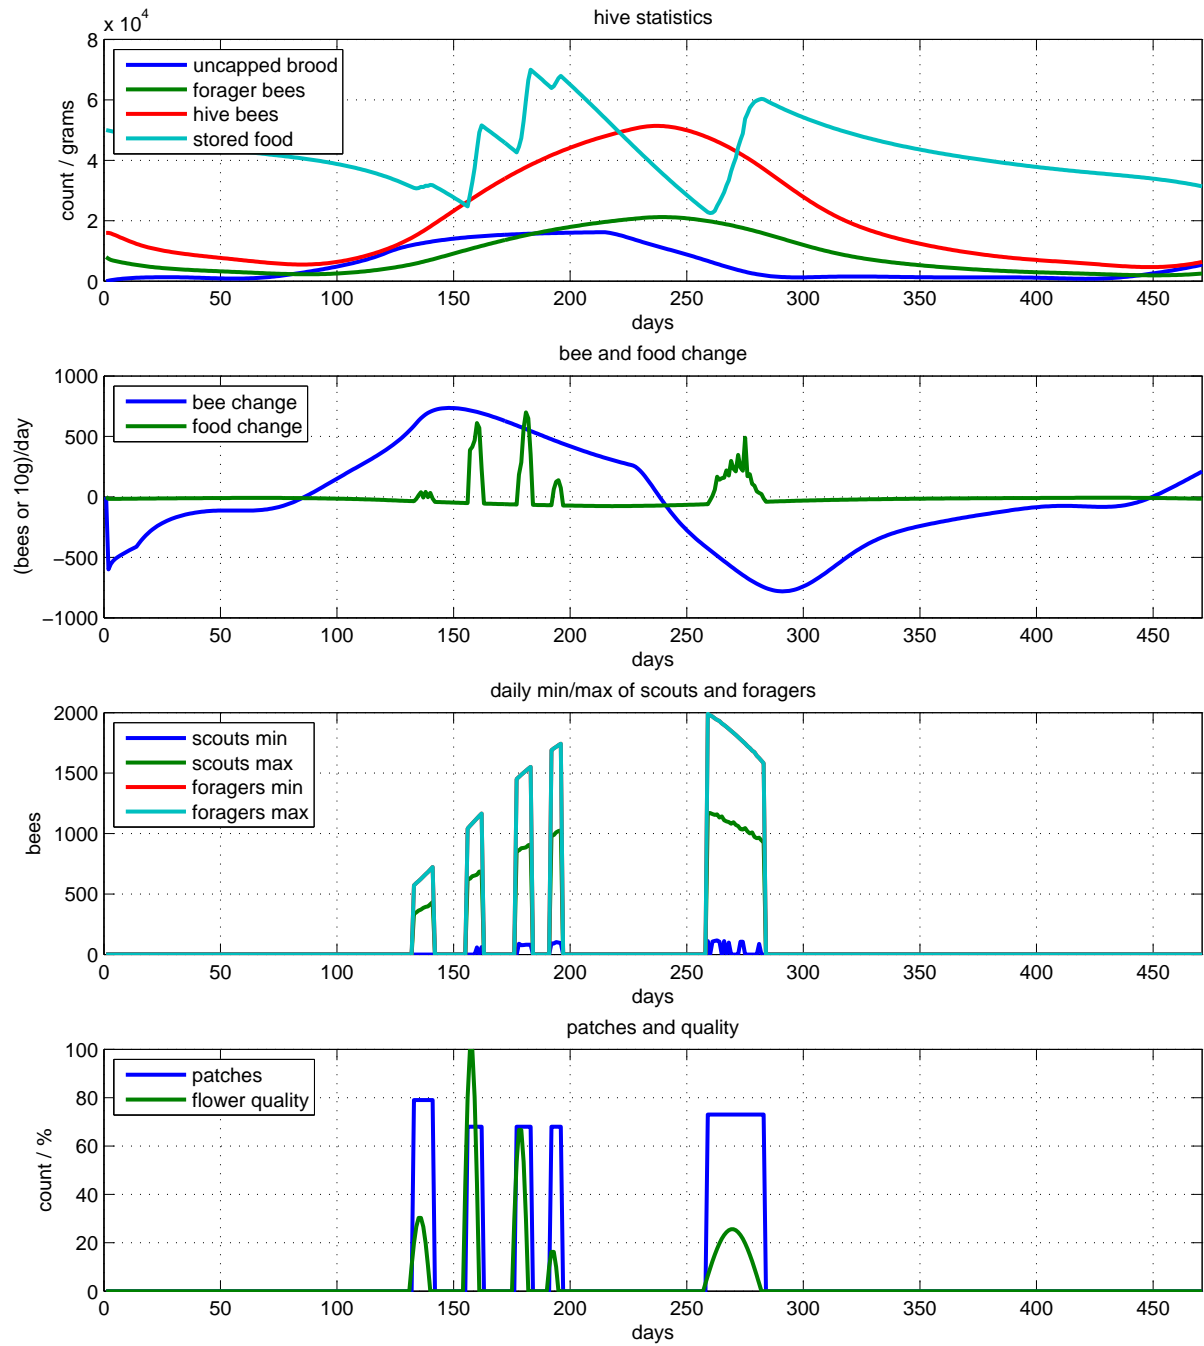 hive statistics
x 10^4
80
60
40
20
0
count / grams
uncapped brood
forager bees
hive bees
stored food
0 50 100 150 200 250 300 350 400 450
days
bee and food change
1000
500
0
−500
−1000
(bees or 10g)/day
bee change
food change
0 50 100 150 200 250 300 350 400 450
days
daily min/max of scouts and foragers
2000
1500
1000
500
0
bees
scouts min
scouts max
foragers min
foragers max
0 50 100 150 200 250 300 350 400 450
days
patches and quality
100
80
60
40
20
0
count / %
patches
flower quality
0 50 100 150 200 250 300 350 400 450
days